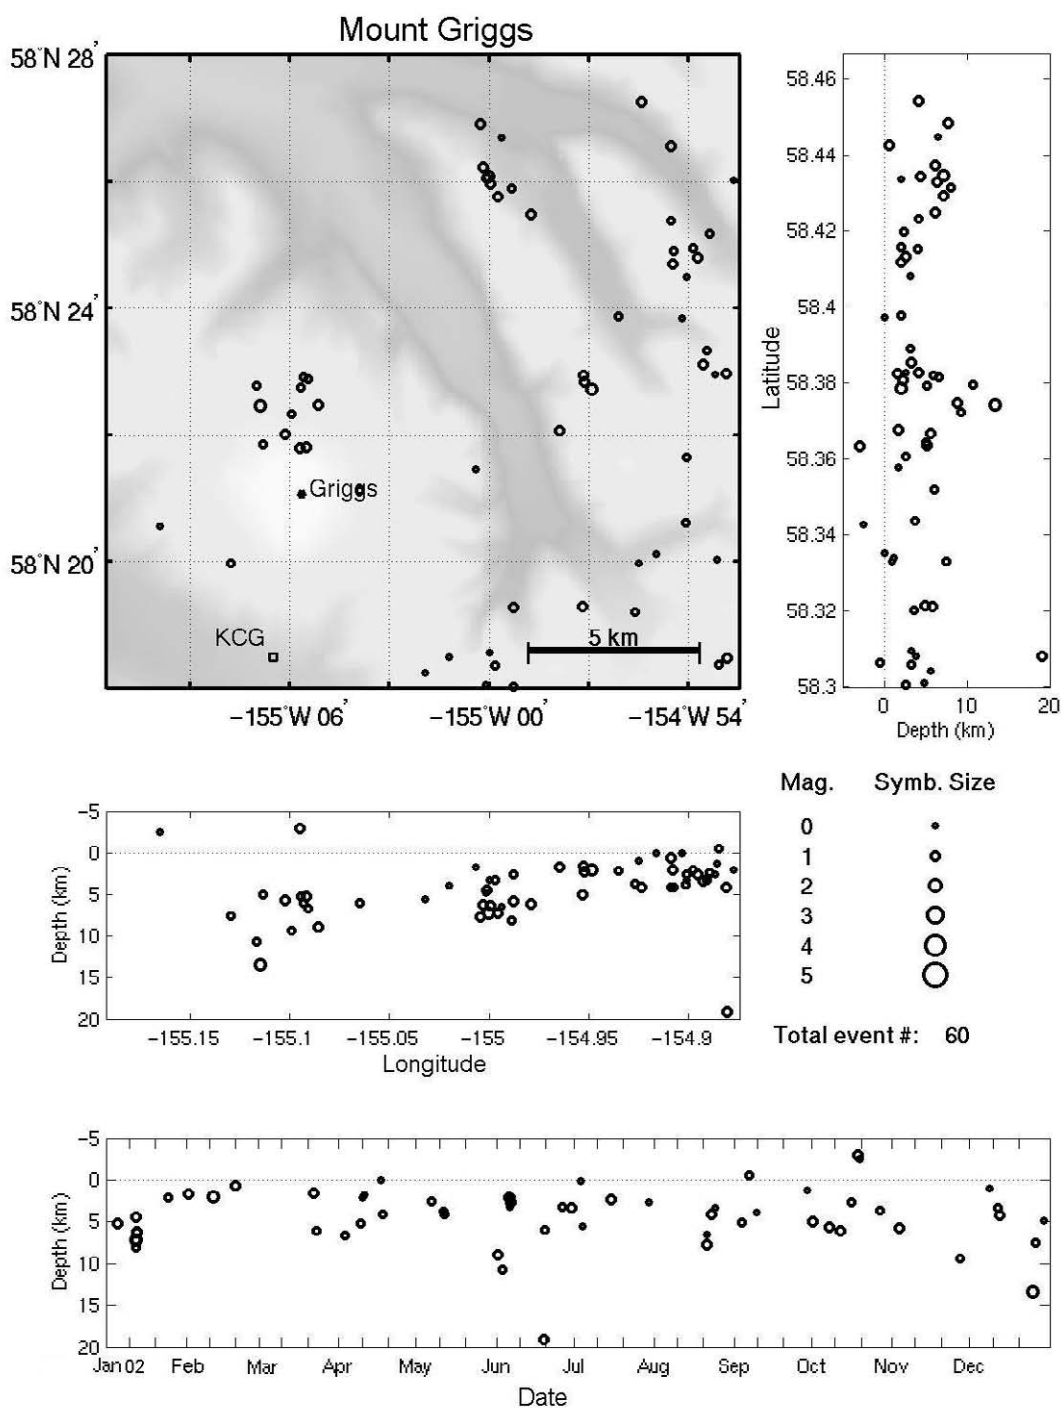 Mount Griggs
58°N 28'
58°N 24'
58°N 20'
Griggs
KCG
5 km
−155°W 06' −155°W 00' −154°W 54'
58.46
58.44
58.42
58.4
58.38
58.36
58.34
58.32
58.3
Latitude
0 10 20
Depth (km)
−5
0
5
10
15
20
Depth (km)
−155.15 −155.1 −155.05 −155 −154.95 −154.9
Longitude
Mag. Symb. Size
0
1
2
3
4
5
Total event #: 60
−5
0
5
10
15
20
Depth (km)
Jan 02 Feb Mar Apr May Jun Jul Aug Sep Oct Nov Dec
Date